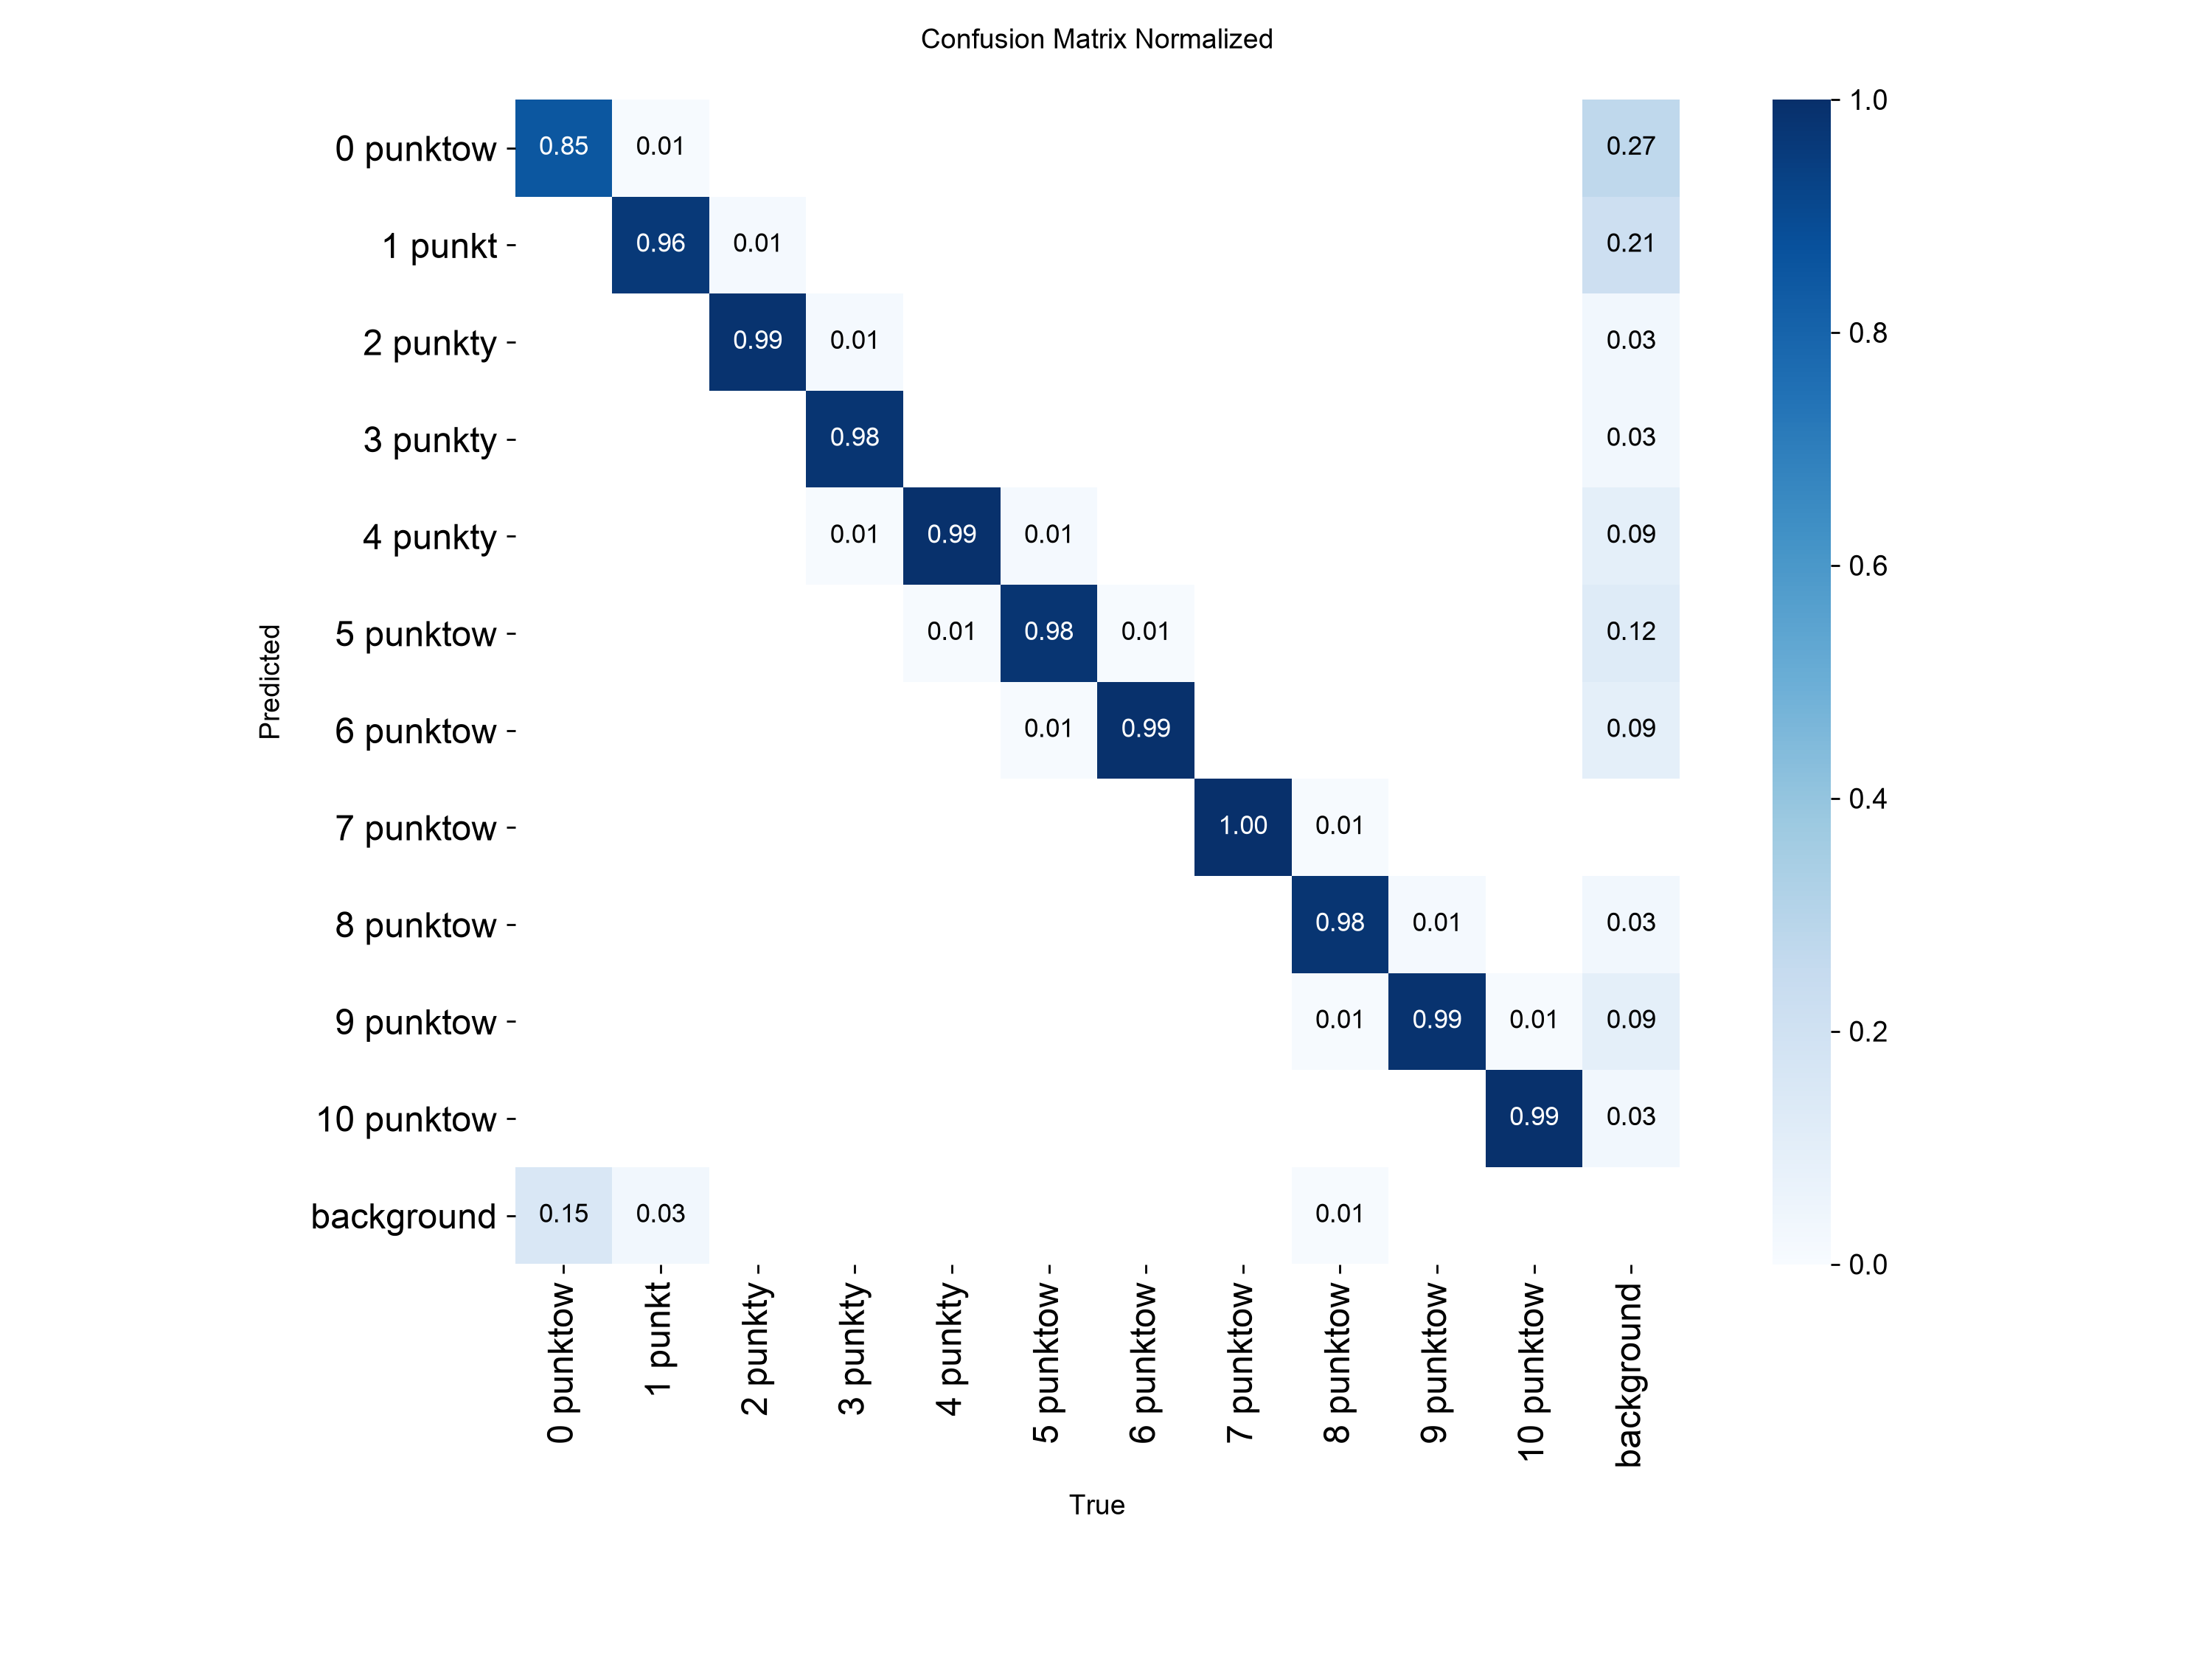 Confusion Matrix Normalized
0 punktow 0.85 0.01 0.27
1 punkt 0.96 0.01 0.21
2 punkty 0.99 0.01 0.03
3 punkty 0.98 0.03
4 punkty 0.01 0.99 0.01 0.09
5 punktow 0.01 0.98 0.01 0.12
6 punktow 0.01 0.99 0.09
7 punktow 1.00 0.01
8 punktow 0.98 0.01 0.03
9 punktow 0.01 0.99 0.01 0.09
10 punktow 0.99 0.03
background 0.15 0.03 0.01
Predicted
0 punktow
1 punkt
2 punkty
3 punkty
4 punkty
5 punktow
6 punktow
7 punktow
8 punktow
9 punktow
10 punktow
background
True
1.0
0.8
0.6
0.4
0.2
0.0